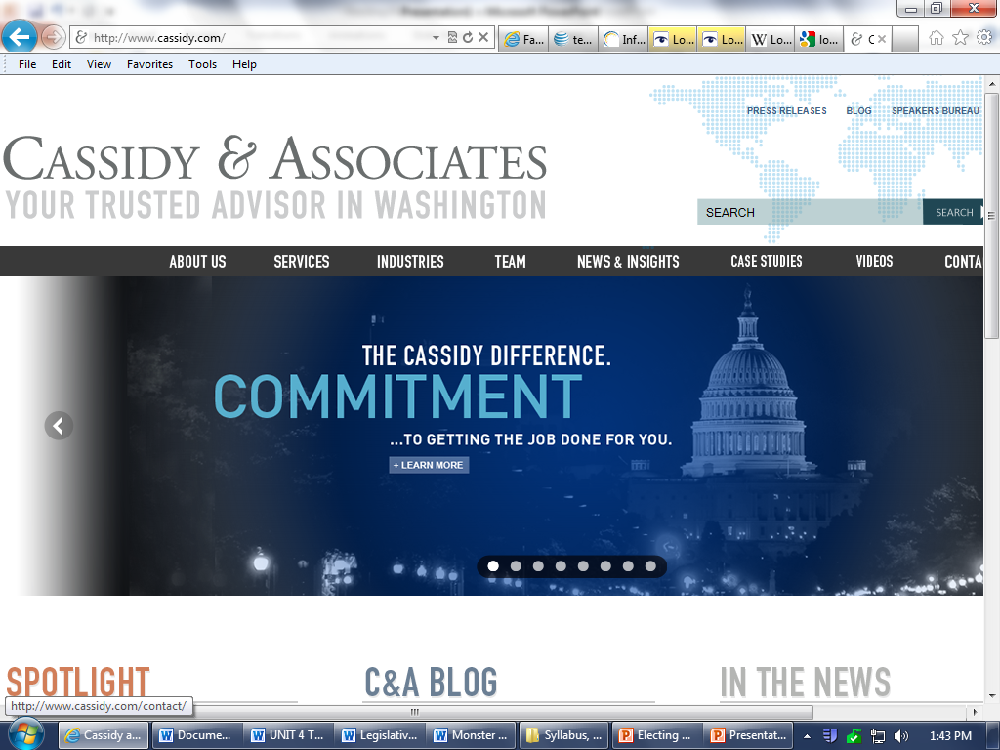 http://www.cassidy.com/
Fa...
te...
Inf...
Lo...
Lo...
Lo...
lo...
File Edit View Favorites Tools Help
PRESS RELEASES BLOG SPEAKERS BUREAU
CASSIDY & ASSOCIATES
YOUR TRUSTED ADVISOR IN WASHINGTON
SEARCH SEARCH
ABOUT US SERVICES INDUSTRIES TEAM NEWS & INSIGHTS CASE STUDIES VIDEOS CONTA
THE CASSIDY DIFFERENCE.
COMMITMENT
...TO GETTING THE JOB DONE FOR YOU.
+ LEARN MORE
SPOTLIGHT C&A BLOG IN THE NEWS
http://www.cassidy.com/contact/
Cassidy a... Docume... UNIT 4 T... Legislativ... Monster ... Syllabus, ... Electing ... Presentat... 1:43 PM